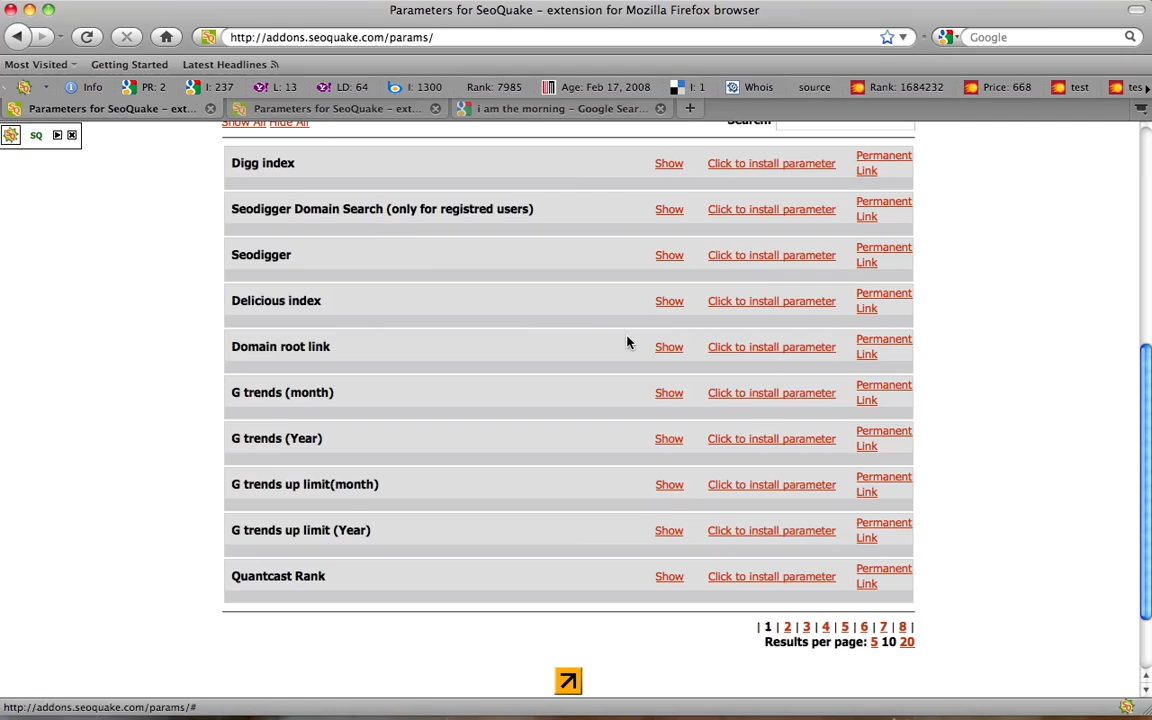 Parameters for SeoQuake – extension for Mozilla Firefox browser
http://addons.seoquake.com/params/
Google
Most Visited Getting Started Latest Headlines
Info PR: 2 I: 237 L: 13 LD: 64 I: 1300 Rank: 7985 Age: Feb 17, 2008 I: 1 Whois source Rank: 1684232 Price: 668 test tes
Parameters for SeoQuake – ext... Parameters for SeoQuake – ext... i am the morning – Google Sear...
SQ
Show All Hide All Search:
Digg index Show Click to install parameter Permanent Link
Seodigger Domain Search (only for registred users) Show Click to install parameter Permanent Link
Seodigger Show Click to install parameter Permanent Link
Delicious index Show Click to install parameter Permanent Link
Domain root link Show Click to install parameter Permanent Link
G trends (month) Show Click to install parameter Permanent Link
G trends (Year) Show Click to install parameter Permanent Link
G trends up limit(month) Show Click to install parameter Permanent Link
G trends up limit (Year) Show Click to install parameter Permanent Link
Quantcast Rank Show Click to install parameter Permanent Link
| 1 | 2 | 3 | 4 | 5 | 6 | 7 | 8 |
Results per page: 5 10 20
http://addons.seoquake.com/params/#